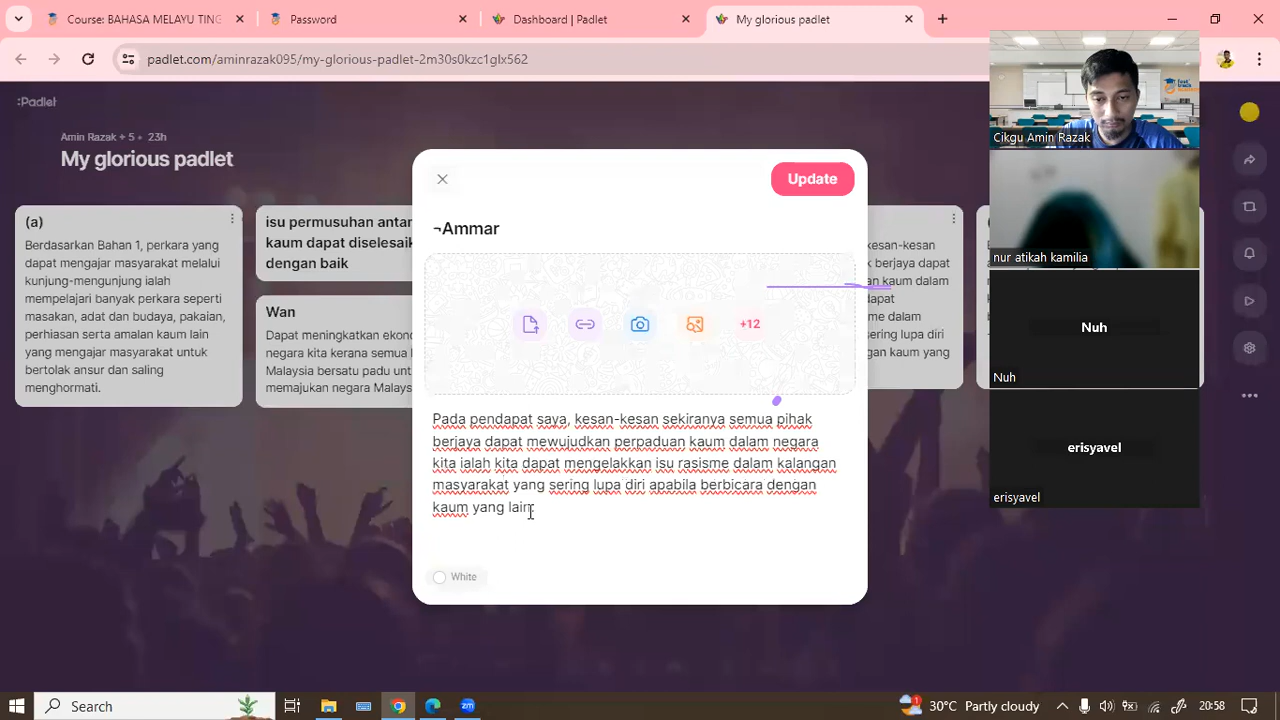 Course: BAHASA MELAYU TING
Password
Dashboard | Padlet
My glorious padlet
padlet.com/aminrazak095/my-glorious-padlet-2m30s0kzc1glx562
:Padlet
Amin Razak + 5 • 23h
My glorious padlet
(a)
Berdasarkan Bahan 1, perkara yang
dapat mengajar masyarakat melalui
kunjung-mengunjung ialah
mempelajari banyak perkara seperti
masakan, adat dan budaya, pakaian,
perhiasan serta amalan kaum lain
yang mengajar masyarakat untuk
bertolak ansur dan saling
menghormati.
isu permusuhan antar
kaum dapat diselesaik
dengan baik
Wan
Dapat meningkatkan ekono
negara kita kerana semua
Malaysia bersatu padu unt
memajukan negara Malays
Update
¬Ammar
+12
Pada pendapat saya, kesan-kesan sekiranya semua pihak
berjaya dapat mewujudkan perpaduan kaum dalam negara
kita ialah kita dapat mengelakkan isu rasisme dalam kalangan
masyarakat yang sering lupa diri apabila berbicara dengan
kaum yang lain
White
kesan-kesan
k berjaya dapat
n kaum dalam
dapat
dalam
sering lupa diri
gan kaum yang
Cikgu Amin Razak
nur atikah kamilia
Nuh
Nuh
erisyavel
erisyavel
Search
1
30°C Partly cloudy
20:58